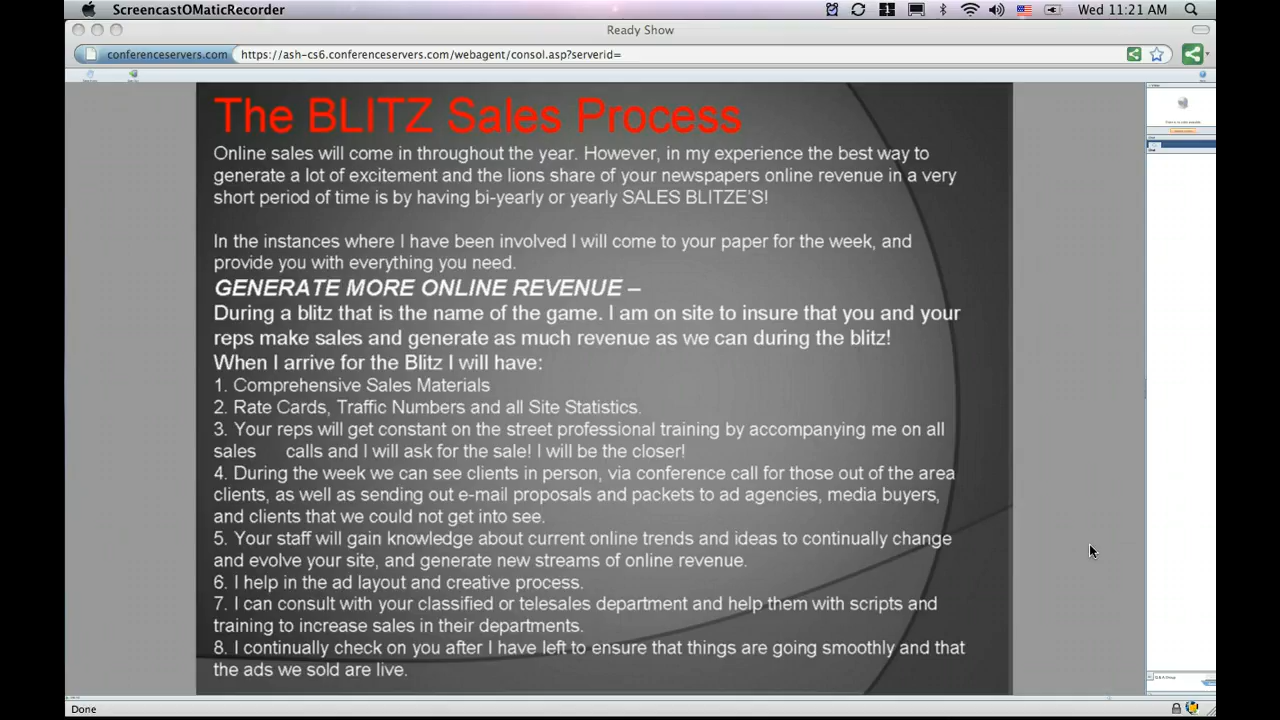 ScreencastOMaticRecorder
Wed 11:21 AM
Ready Show
conferenceservers.com
https://ash-cs6.conferenceservers.com/webagent/consol.asp?serverid=
The BLITZ Sales Process
Online sales will come in throughout the year. However, in my experience the best way to
generate a lot of excitement and the lions share of your newspapers online revenue in a very
short period of time is by having bi-yearly or yearly SALES BLITZE'S!
In the instances where I have been involved I will come to your paper for the week, and
provide you with everything you need.
GENERATE MORE ONLINE REVENUE –
During a blitz that is the name of the game. I am on site to insure that you and your
reps make sales and generate as much revenue as we can during the blitz!
When I arrive for the Blitz I will have:
1. Comprehensive Sales Materials
2. Rate Cards, Traffic Numbers and all Site Statistics.
3. Your reps will get constant on the street professional training by accompanying me on all
sales calls and I will ask for the sale! I will be the closer!
4. During the week we can see clients in person, via conference call for those out of the area
clients, as well as sending out e-mail proposals and packets to ad agencies, media buyers,
and clients that we could not get into see.
5. Your staff will gain knowledge about current online trends and ideas to continually change
and evolve your site, and generate new streams of online revenue.
6. I help in the ad layout and creative process.
7. I can consult with your classified or telesales department and help them with scripts and
training to increase sales in their departments.
8. I continually check on you after I have left to ensure that things are going smoothly and that
the ads we sold are live.
Done